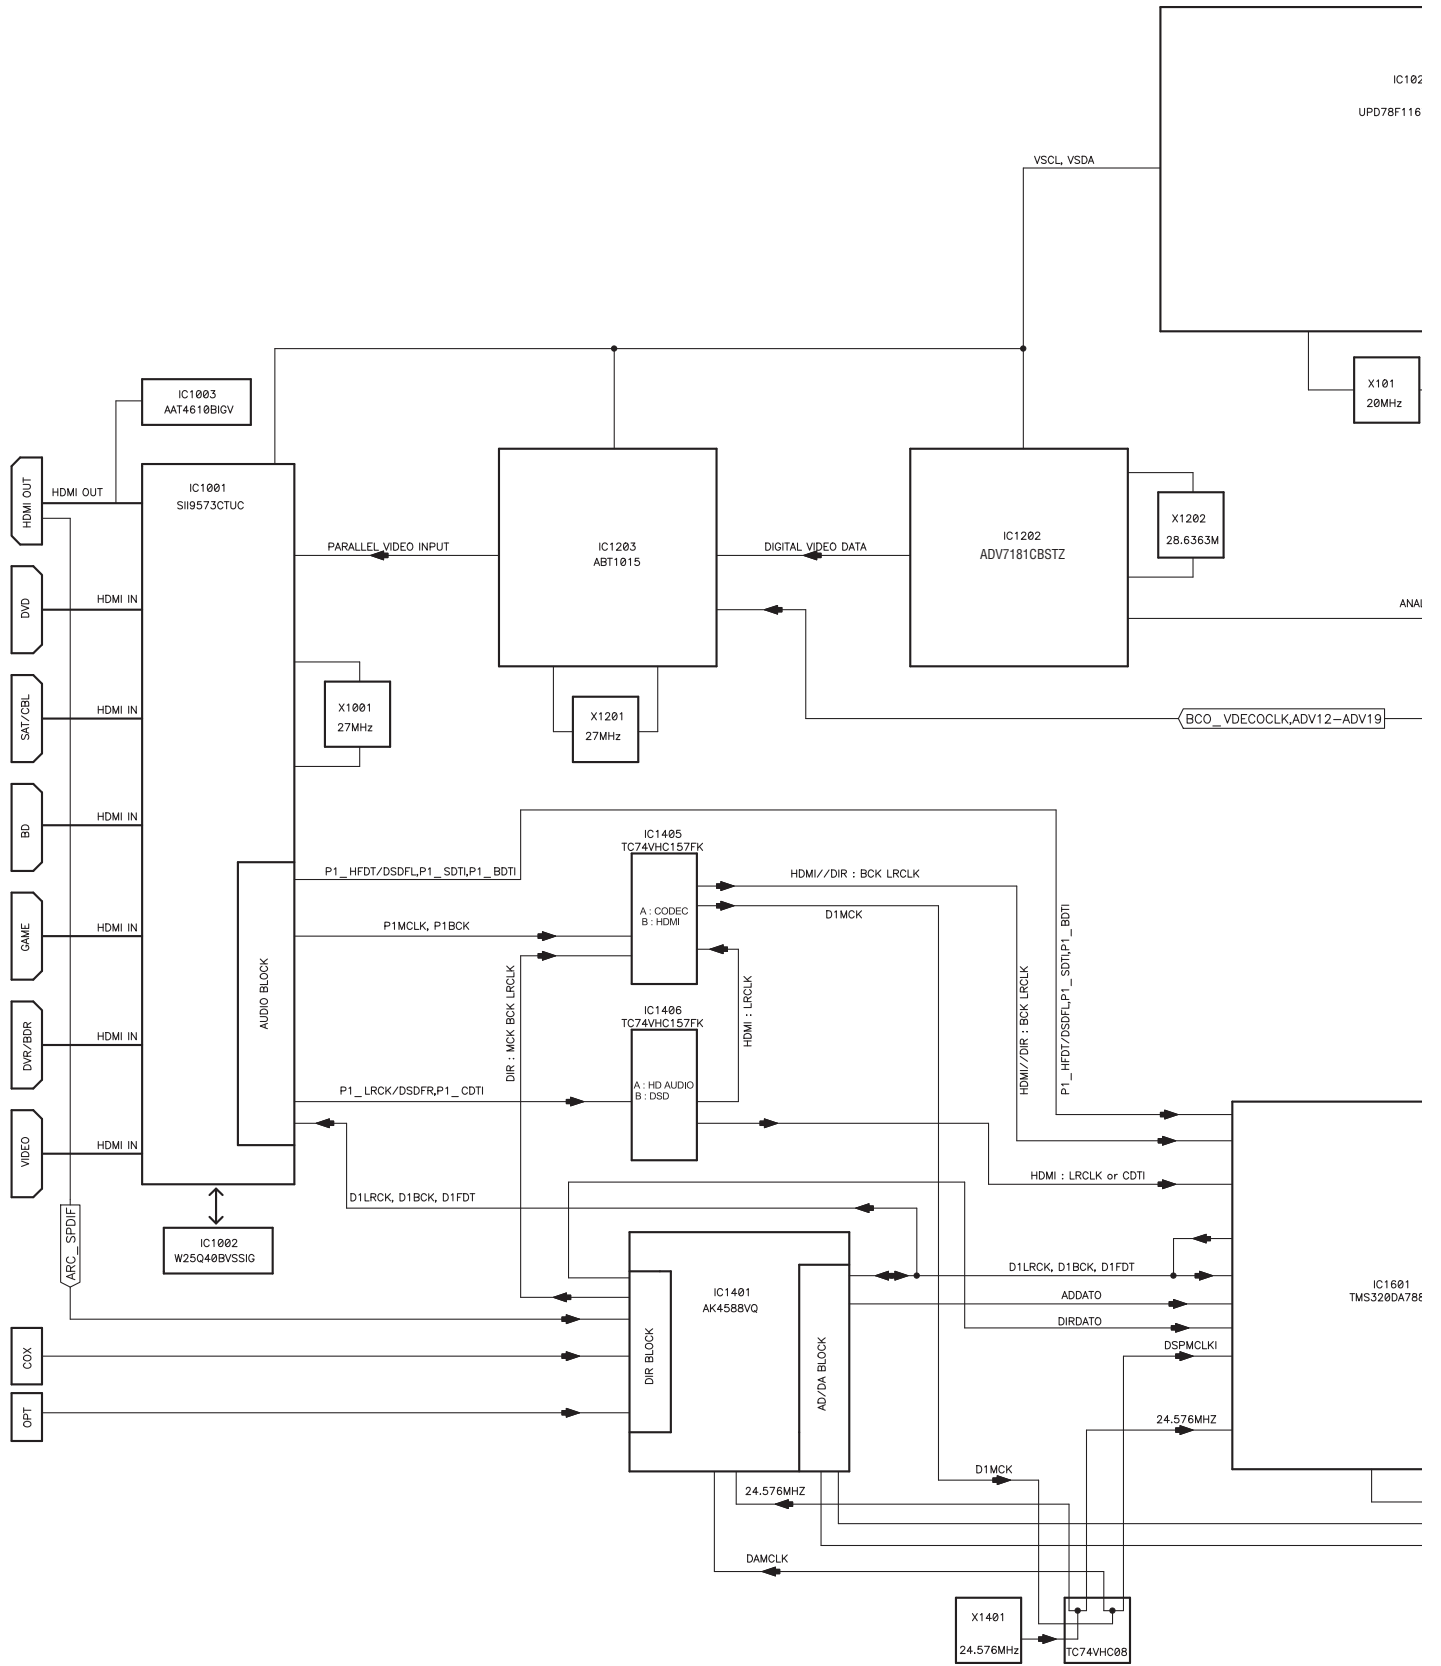 IC102
UPD78F116
VSCL, VSDA
X101
20MHz
IC1003
AAT4610BIGV
HDMI OUT
HDMI OUT
IC1001
SII9573CTUC
PARALLEL VIDEO INPUT
IC1203
ABT1015
DIGITAL VIDEO DATA
IC1202
ADV7181CBSTZ
X1202
28.6363M
DVD
HDMI IN
ANAL
SAT/CBL
HDMI IN
X1001
27MHz
X1201
27MHz
BCO_VDECOCLK,ADV12-ADV19
BD
HDMI IN
IC1405
TC74VHC157FK
P1_HFDT/DSDFL,P1_SDTI,P1_BDTI
HDMI//DIR : BCK LRCLK
A : CODEC
B : HDMI
D1MCK
GAME
HDMI IN
P1MCLK, P1BCK
AUDIO BLOCK
DIR : MCK BCK LRCLK
HDMI : LRCLK
HDMI//DIR : BCK LRCLK
P1_HFDT/DSDFL,P1_SDTI,P1_BDTI
IC1406
TC74VHC157FK
DVR/BDR
HDMI IN
P1_LRCK/DSDFR,P1_CDTI
A : HD AUDIO
B : DSD
VIDEO
HDMI IN
HDMI : LRCLK or CDTI
D1LRCK, D1BCK, D1FDT
ARC_SPDIF
IC1002
W25Q40BVSSIG
IC1401
AK4588VQ
D1LRCK, D1BCK, D1FDT
IC1601
TMS320DA788
ADDATO
DIRDATO
DIR BLOCK
AD/DA BLOCK
DSPMCLKI
COX
OPT
24.576MHZ
D1MCK
24.576MHZ
DAMCLK
X1401
24.576MHz
TC74VHC08